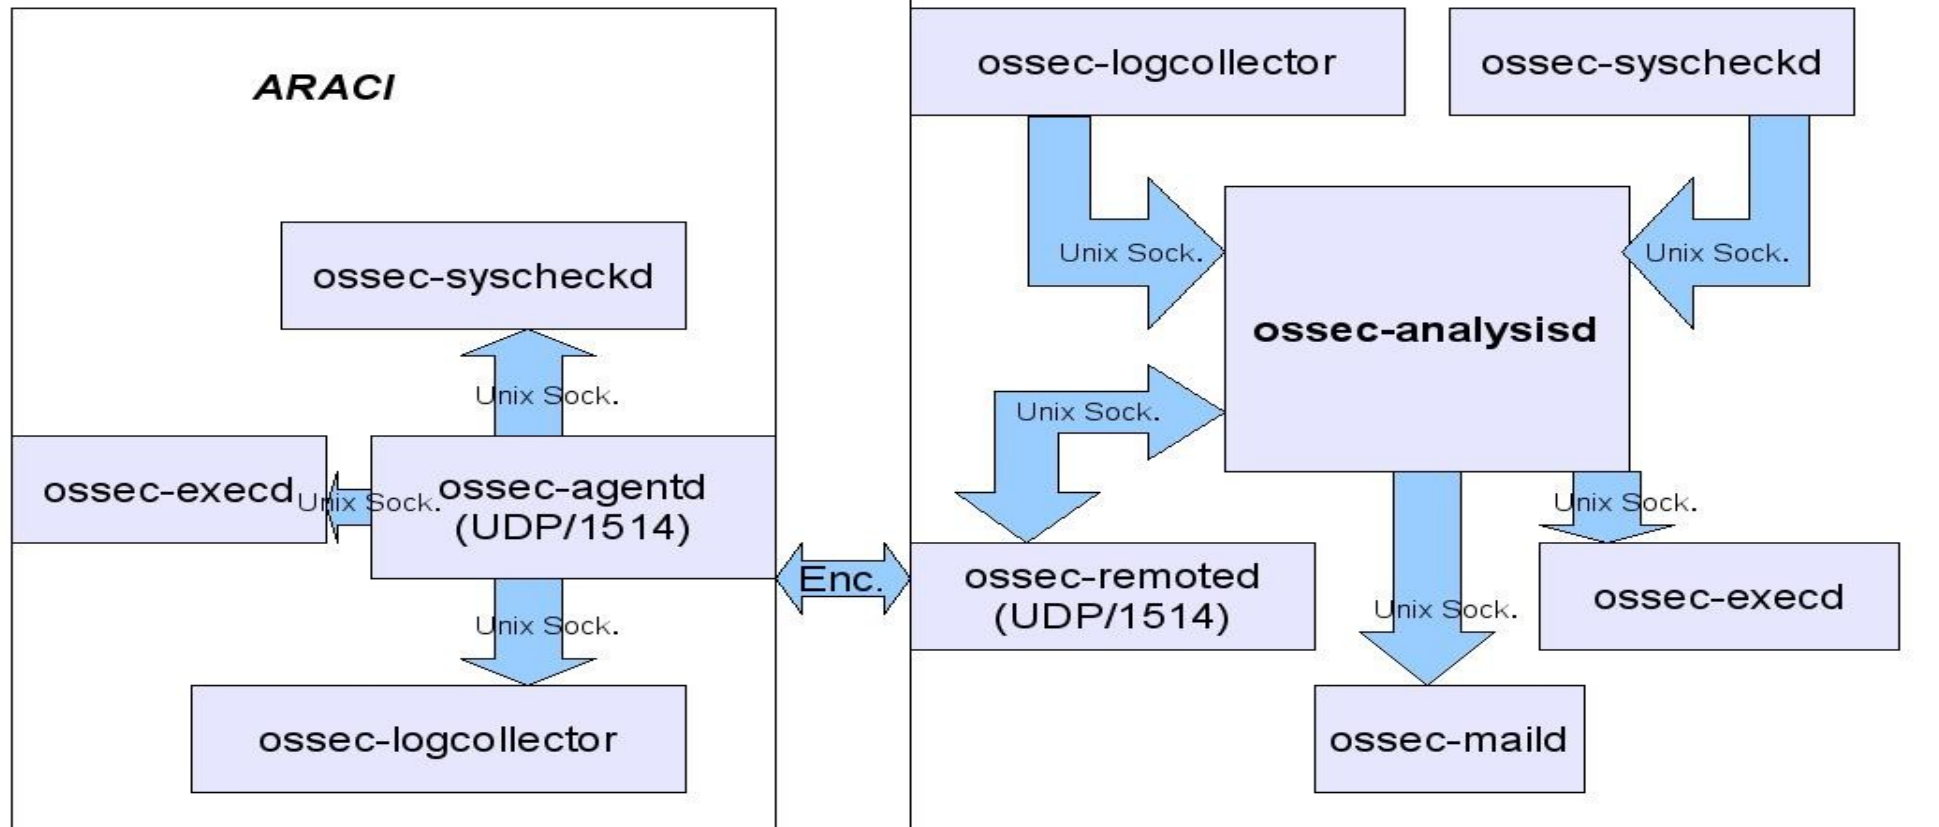 ARACI
ossec-syscheckd
Unix Sock.
ossec-execd
Unix Sock.
ossec-agentd
(UDP/1514)
Unix Sock.
ossec-logcollector
Enc.
ossec-logcollector
ossec-syscheckd
Unix Sock.
Unix Sock.
ossec-analysisd
Unix Sock.
Unix Sock.
ossec-remoted
(UDP/1514)
Unix Sock.
ossec-execd
ossec-maild